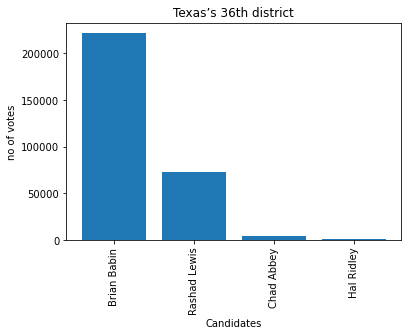 Texas’s 36th district
no of votes
200000
150000
100000
50000
0
Brian Babin
Rashad Lewis
Chad Abbey
Hal Ridley
Candidates